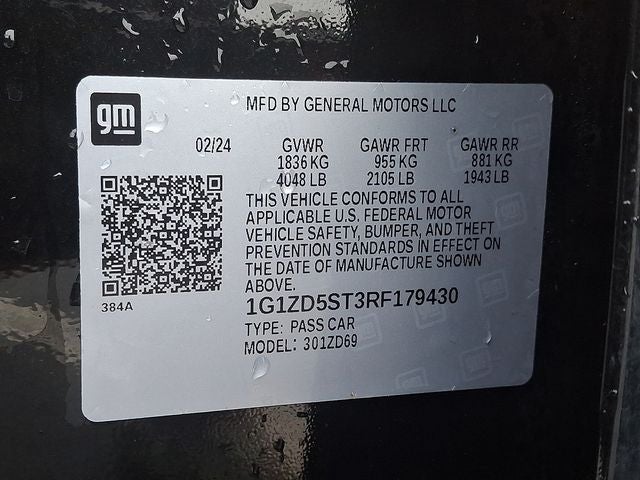 gm
MFD BY GENERAL MOTORS LLC
02/24 GVWR GAWR FRT GAWR RR
1836 KG 955 KG 881 KG
4048 LB 2105 LB 1943 LB
THIS VEHICLE CONFORMS TO ALL
APPLICABLE U.S. FEDERAL MOTOR
VEHICLE SAFETY, BUMPER, AND THEFT
PREVENTION STANDARDS IN EFFECT ON
THE DATE OF MANUFACTURE SHOWN
ABOVE.
384A
1G1ZD5ST3RF179430
TYPE: PASS CAR
MODEL: 301ZD69